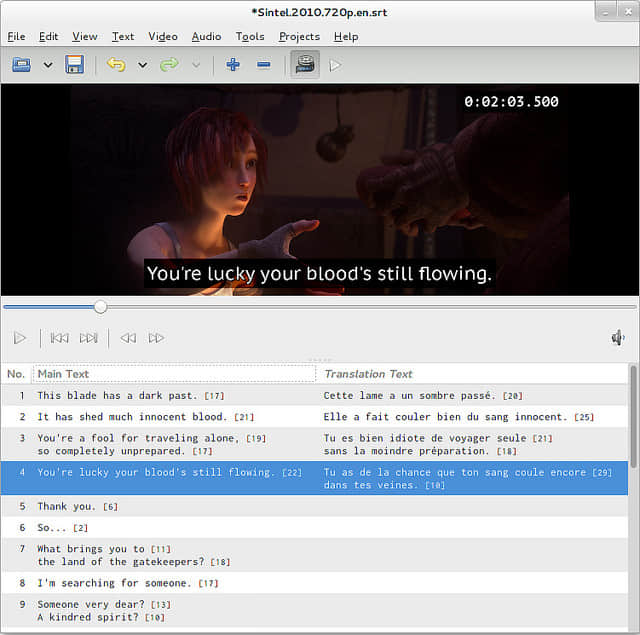 *Sintel.2010.720p.en.srt
File Edit View Text Video Audio Tools Projects Help
0:02:03.500
You're lucky your blood's still flowing.
No. Main Text Translation Text
1 This blade has a dark past. [17] Cette lame a un sombre passé. [20]
2 It has shed much innocent blood. [21] Elle a fait couler bien du sang innocent. [25]
3 You're a fool for traveling alone, [19] Tu es bien idiote de voyager seule [21]
so completely unprepared. [17] sans la moindre préparation. [18]
4 You're lucky your blood's still flowing. [22] Tu as de la chance que ton sang coule encore [29]
dans tes veines. [10]
5 Thank you. [6]
6 So... [2]
7 What brings you to [11]
the land of the gatekeepers? [18]
8 I'm searching for someone. [17]
9 Someone very dear? [13]
A kindred spirit? [10]